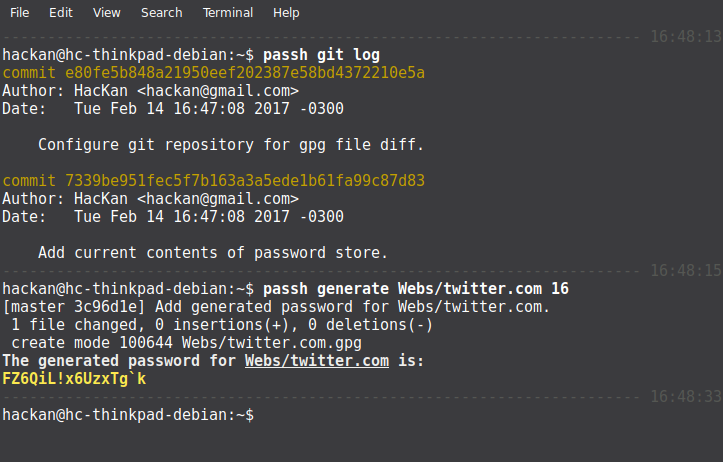 File Edit View Search Terminal Help
----------------------------------------------------------------------- 16:48:13
hackan@hc-thinkpad-debian:~$ passh git log
commit e80fe5b848a21950eef202387e58bd4372210e5a
Author: HacKan <hackan@gmail.com>
Date:   Tue Feb 14 16:47:08 2017 -0300
    Configure git repository for gpg file diff.
commit 7339be951fec5f7b163a3a5ede1b61fa99c87d83
Author: HacKan <hackan@gmail.com>
Date:   Tue Feb 14 16:47:08 2017 -0300
    Add current contents of password store.
----------------------------------------------------------------------- 16:48:15
hackan@hc-thinkpad-debian:~$ passh generate Webs/twitter.com 16
[master 3c96d1e] Add generated password for Webs/twitter.com.
 1 file changed, 0 insertions(+), 0 deletions(-)
 create mode 100644 Webs/twitter.com.gpg
The generated password for Webs/twitter.com is:
FZ6QiL!x6UzxTg`k
----------------------------------------------------------------------- 16:48:33
hackan@hc-thinkpad-debian:~$